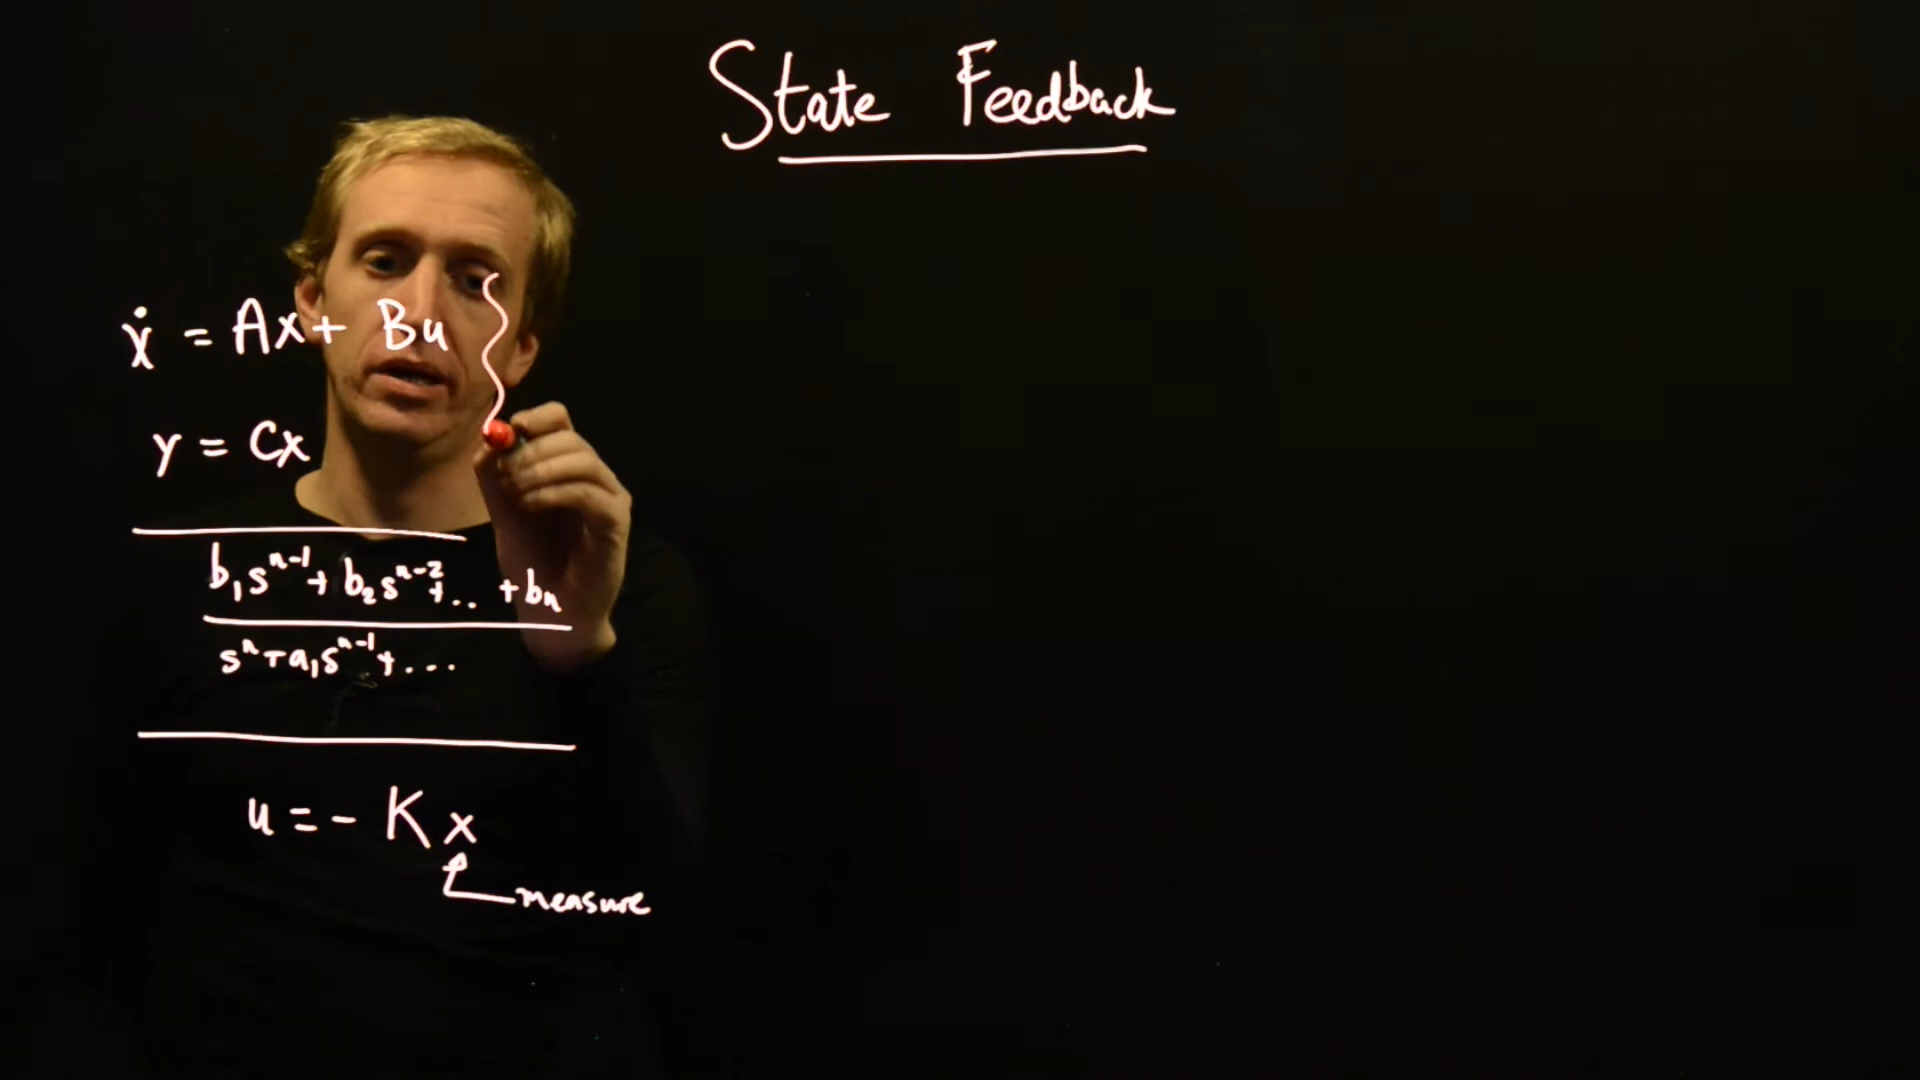 State Feedback
ẋ = Ax + Bu
y = Cx
b₁sⁿ⁻¹ + b₂sⁿ⁻² + .. + bₙ
sⁿ + a₁sⁿ⁻¹ + ...
u = - K x
measure